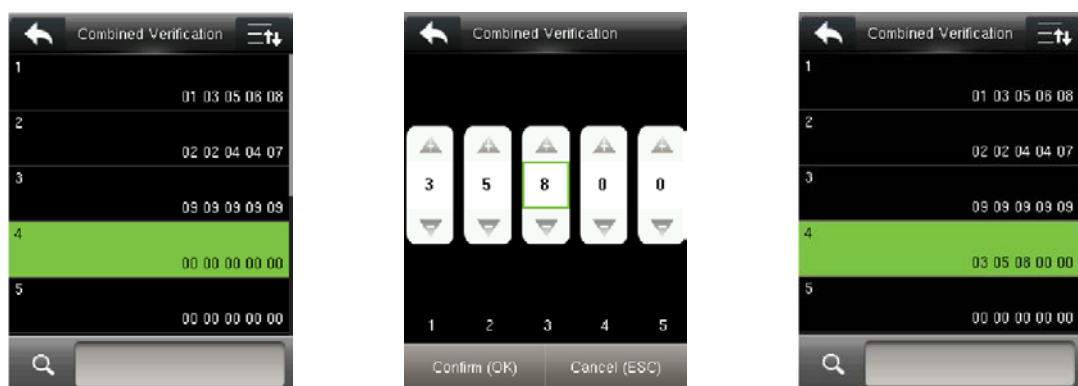 Combined Verification
1
01 03 05 06 08
2
02 02 04 04 07
3
09 09 09 09 09
4
00 00 00 00 00
5
00 00 00 00 00
Combined Verification
3 5 8 0 0
1 2 3 4 5
Confirm (OK) Cancel (ESC)
Combined Verification
1
01 03 05 06 08
2
02 02 04 04 07
3
09 09 09 09 09
4
03 05 08 00 00
5
00 00 00 00 00